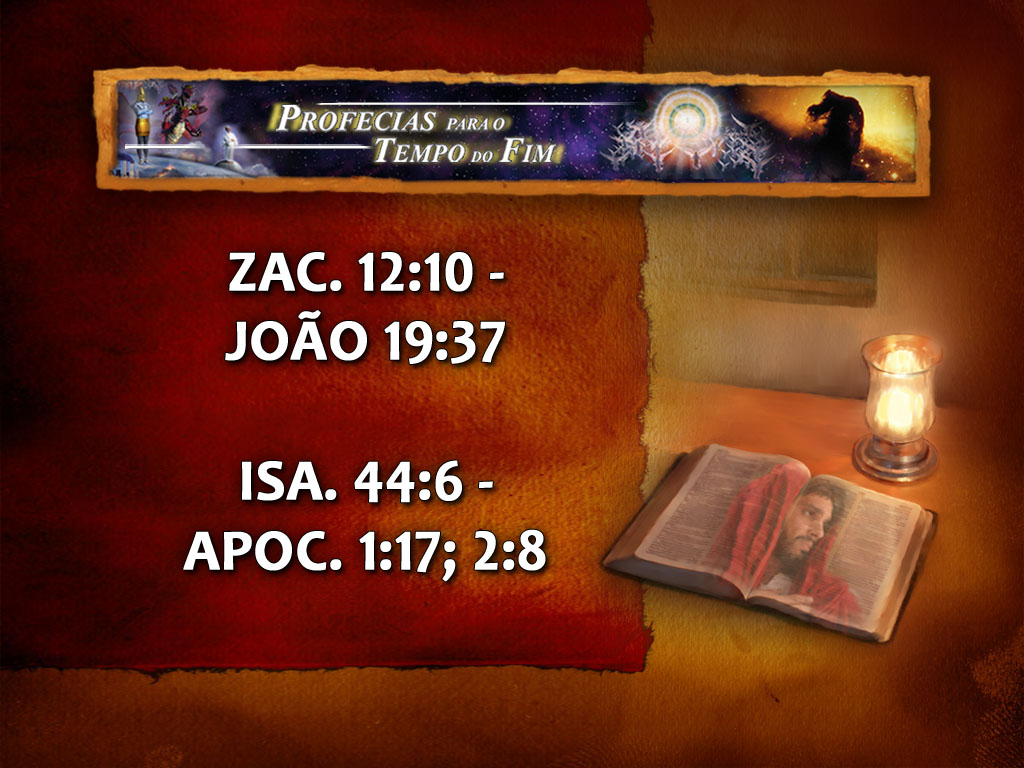 PROFECIAS PARA O
TEMPO DO FIM
ZAC. 12:10 -
JOÃO 19:37
ISA. 44:6 -
APOC. 1:17; 2:8